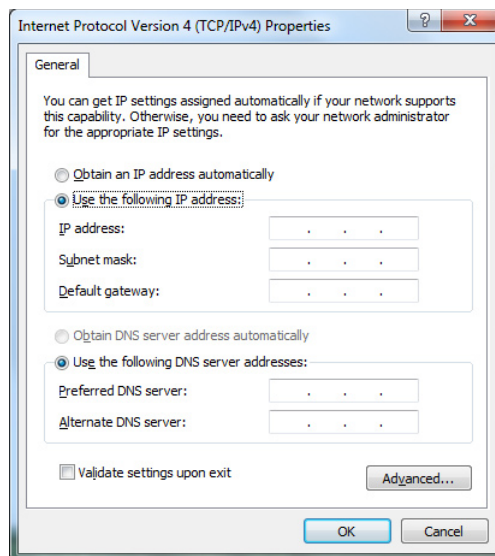 Internet Protocol Version 4 (TCP/IPv4) Properties
?
General
You can get IP settings assigned automatically if your network supports
this capability. Otherwise, you need to ask your network administrator
for the appropriate IP settings.
Obtain an IP address automatically
Use the following IP address:
IP address:
. . .
Subnet mask:
. . .
Default gateway:
. . .
Obtain DNS server address automatically
Use the following DNS server addresses:
Preferred DNS server:
. . .
Alternate DNS server:
. . .
Validate settings upon exit
Advanced...
OK
Cancel